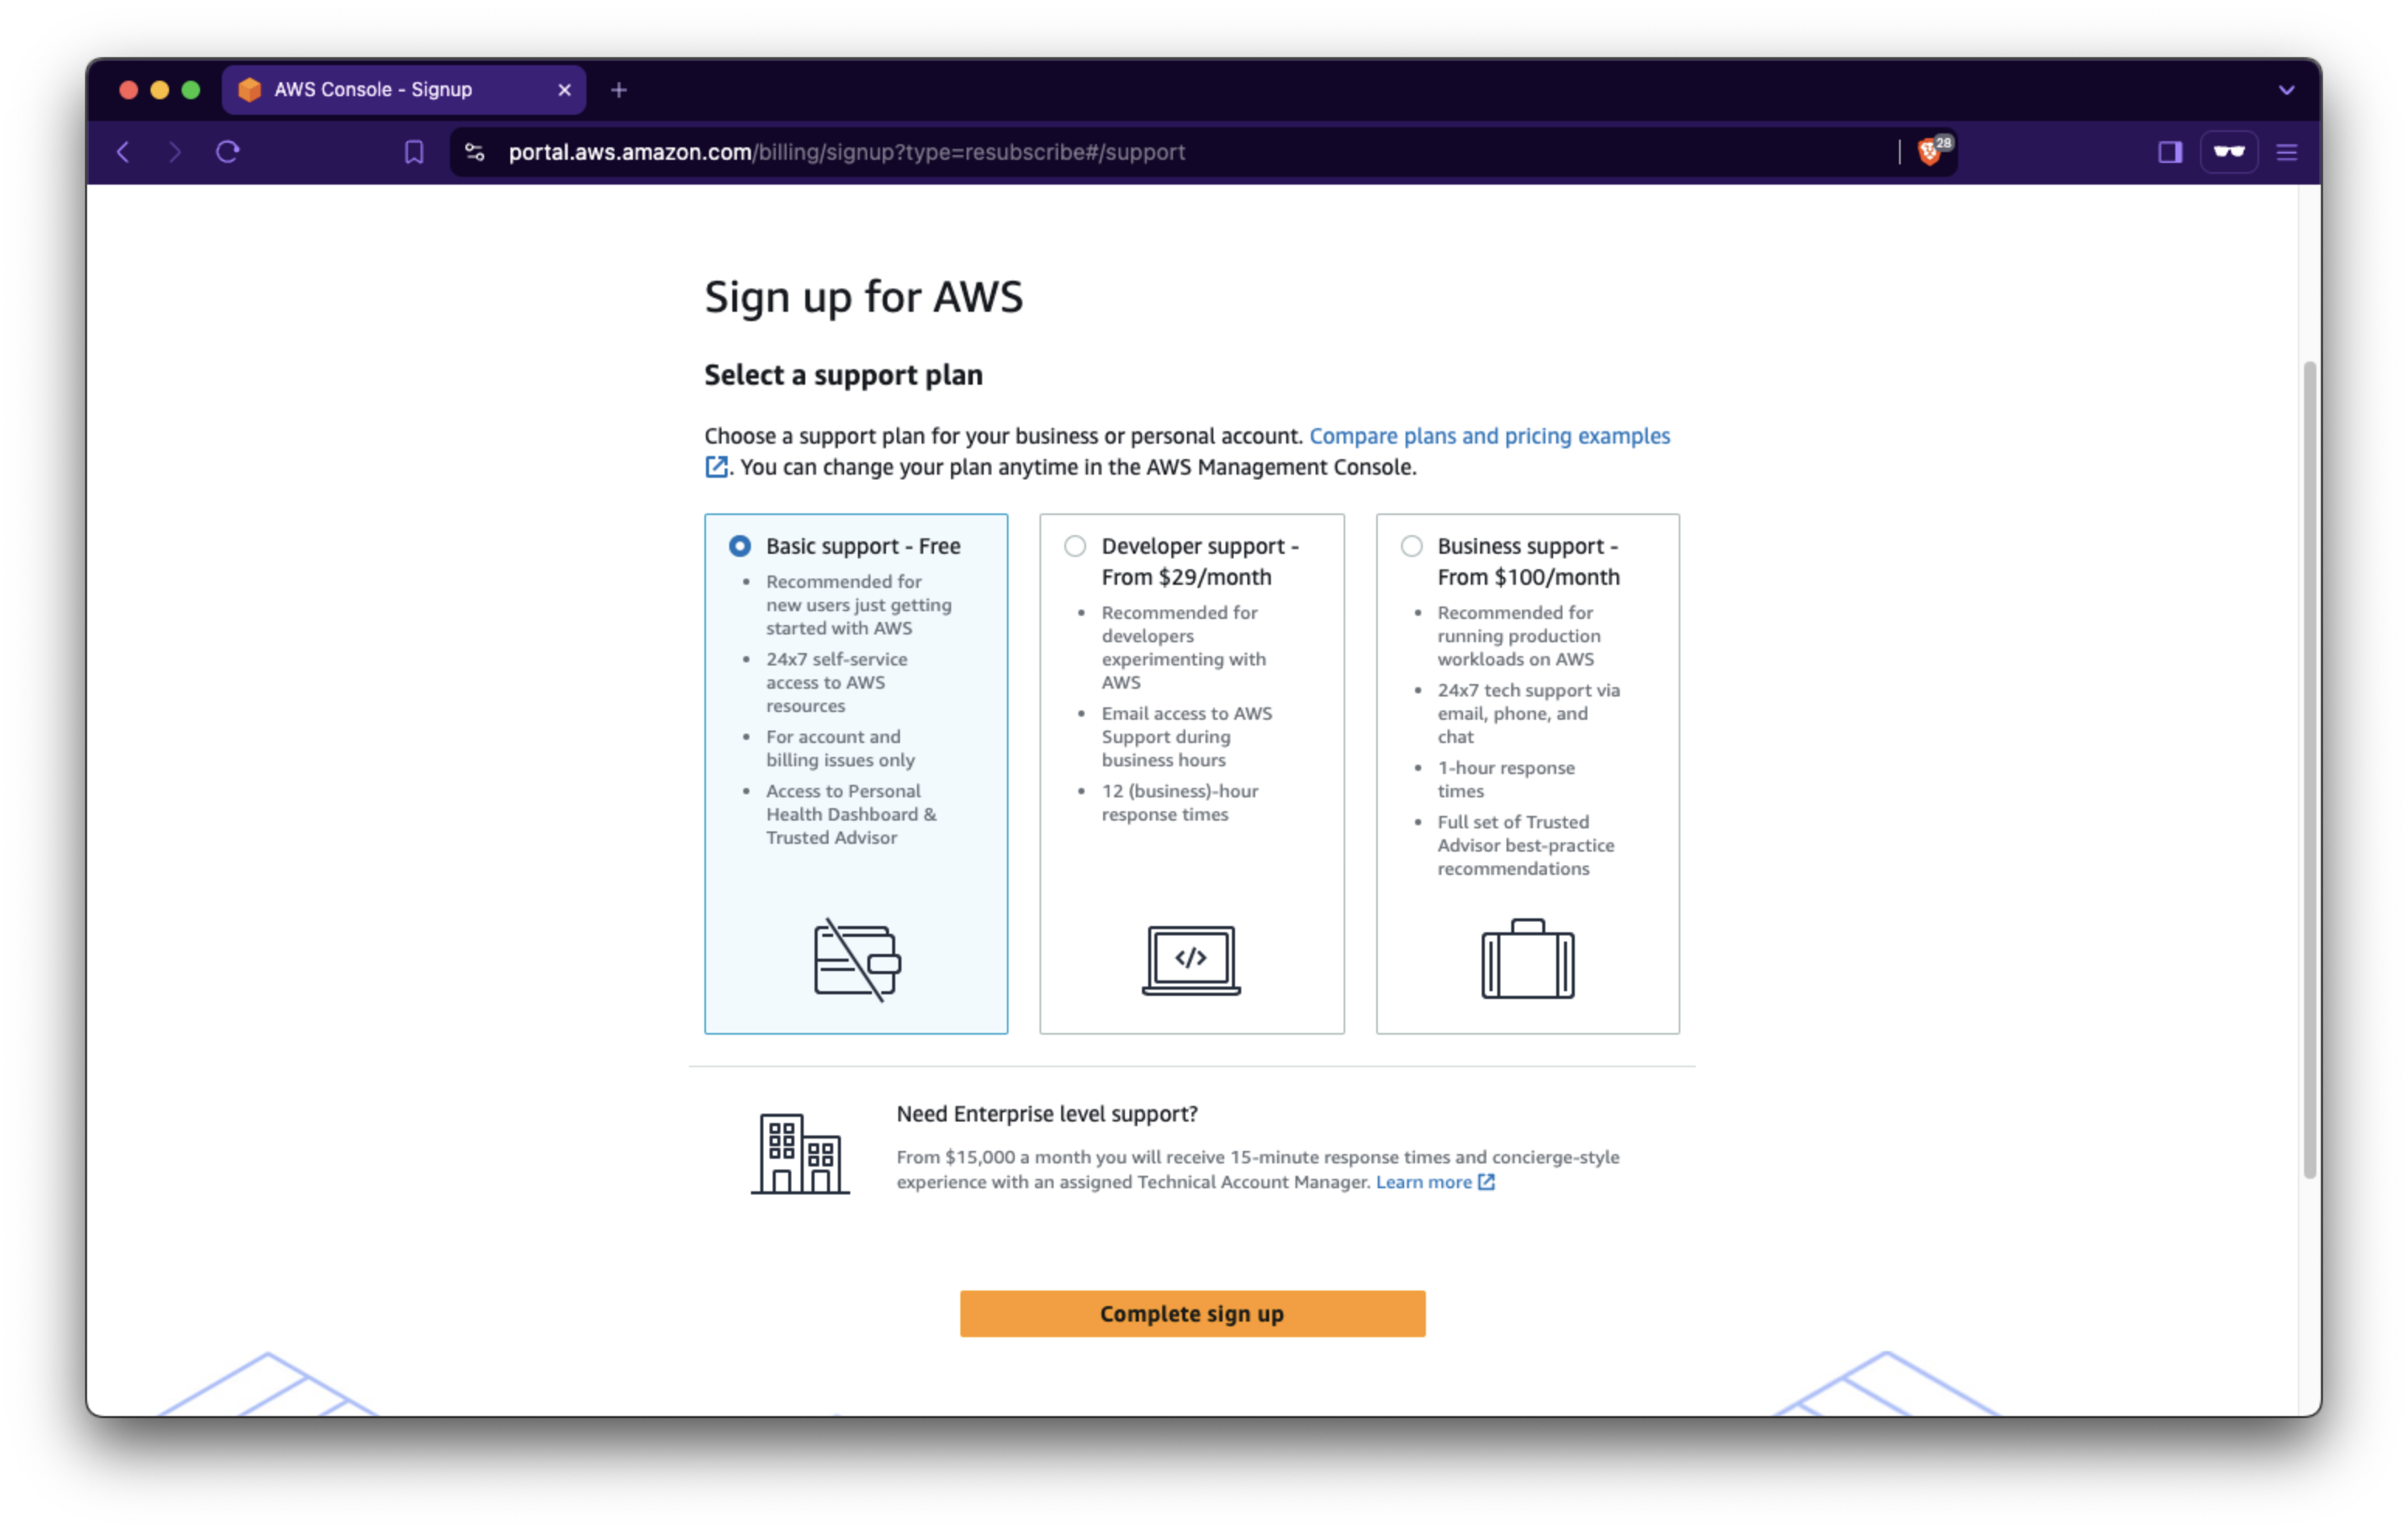 AWS Console - Signup
portal.aws.amazon.com/billing/signup?type=resubscribe#/support
28
Sign up for AWS
Select a support plan
Choose a support plan for your business or personal account. Compare plans and pricing examples
. You can change your plan anytime in the AWS Management Console.
Basic support - Free
• Recommended for
new users just getting
started with AWS
• 24x7 self-service
access to AWS
resources
• For account and
billing issues only
• Access to Personal
Health Dashboard &
Trusted Advisor
Developer support -
From $29/month
• Recommended for
developers
experimenting with
AWS
• Email access to AWS
Support during
business hours
• 12 (business)-hour
response times
</>
Business support -
From $100/month
• Recommended for
running production
workloads on AWS
• 24x7 tech support via
email, phone, and
chat
• 1-hour response
times
• Full set of Trusted
Advisor best-practice
recommendations
Need Enterprise level support?
From $15,000 a month you will receive 15-minute response times and concierge-style
experience with an assigned Technical Account Manager. Learn more
Complete sign up